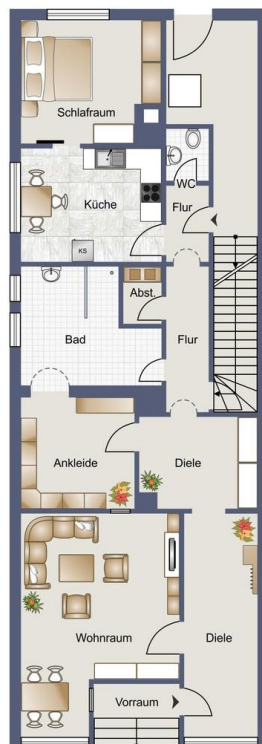 Schlafraum
WC
Küche
Flur
KS
Abst.
Bad
Flur
Ankleide
Diele
Wohnraum
Diele
Vorraum